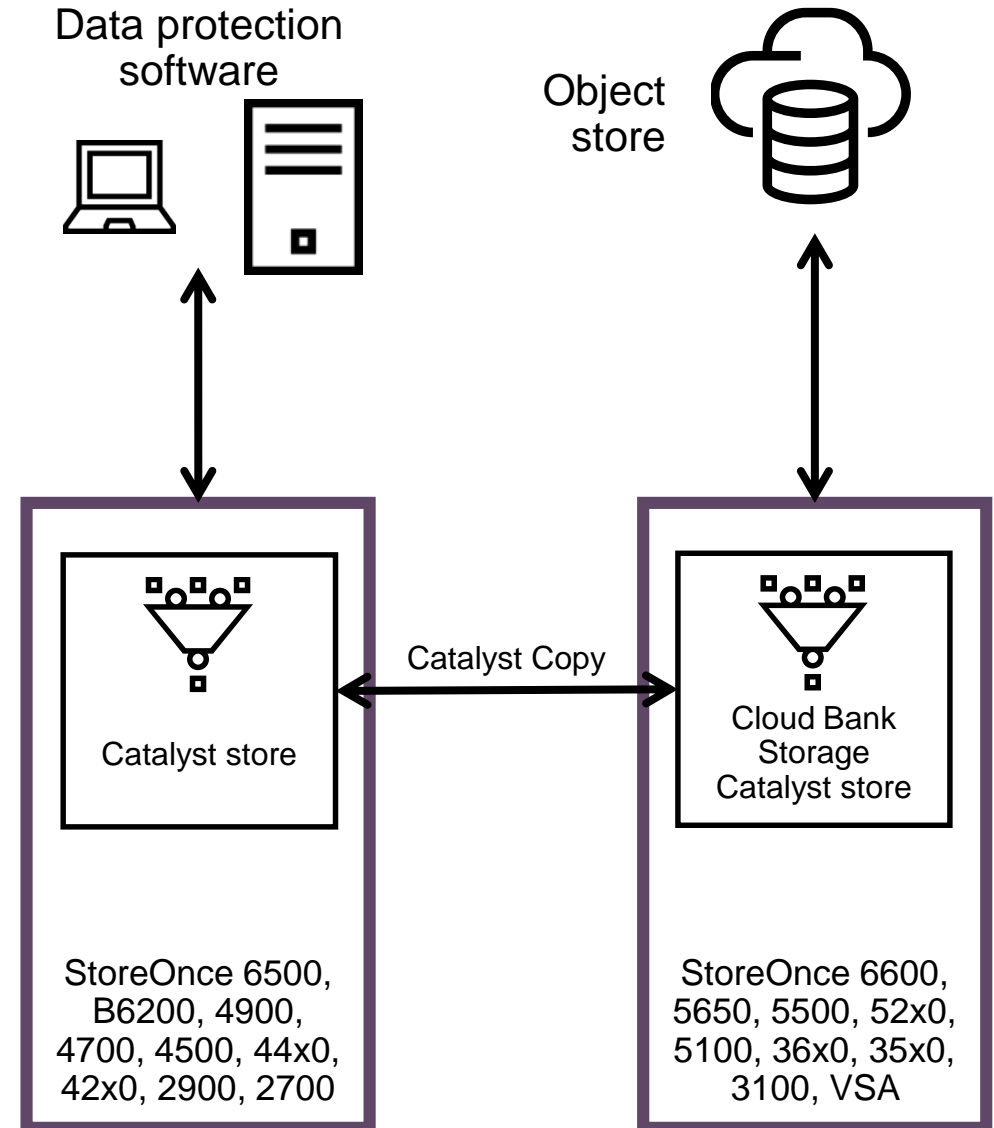 Data protection
software
Object
store
Catalyst Copy
Catalyst store
Cloud Bank
Storage
Catalyst store
StoreOnce 6500,
B6200, 4900,
4700, 4500, 44x0,
42x0, 2900, 2700
StoreOnce 6600,
5650, 5500, 52x0,
5100, 36x0, 35x0,
3100, VSA